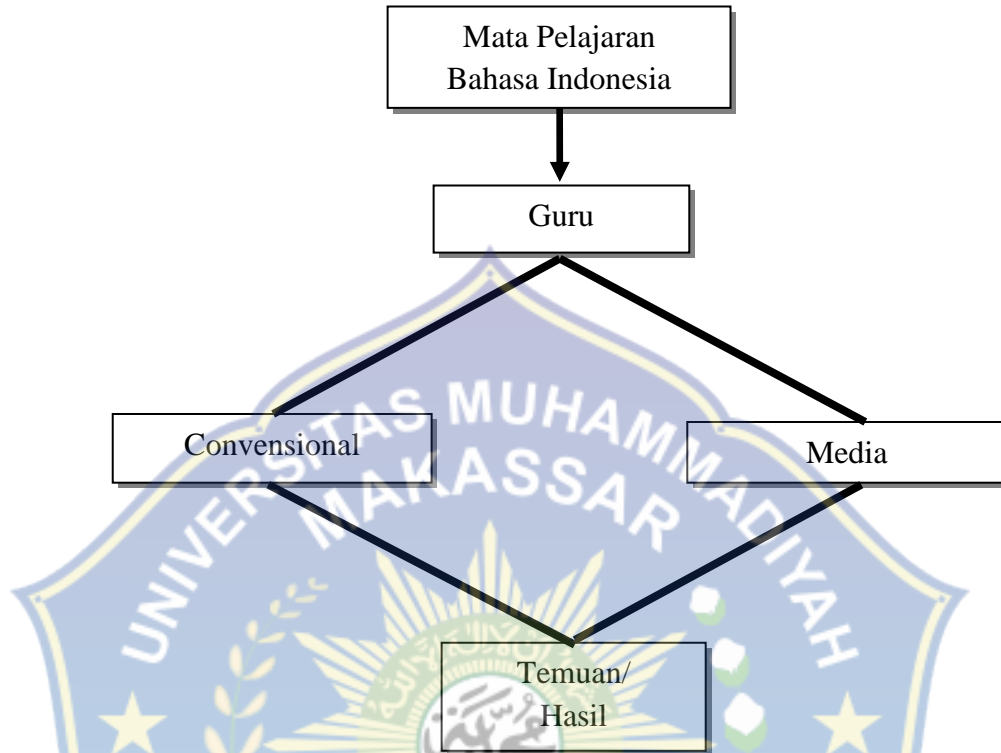 Mata Pelajaran
Bahasa Indonesia
Guru
UNIVERSITAS MUHAMMADIYAH
MAKASSAR
Convensional
Media
Temuan/
Hasil